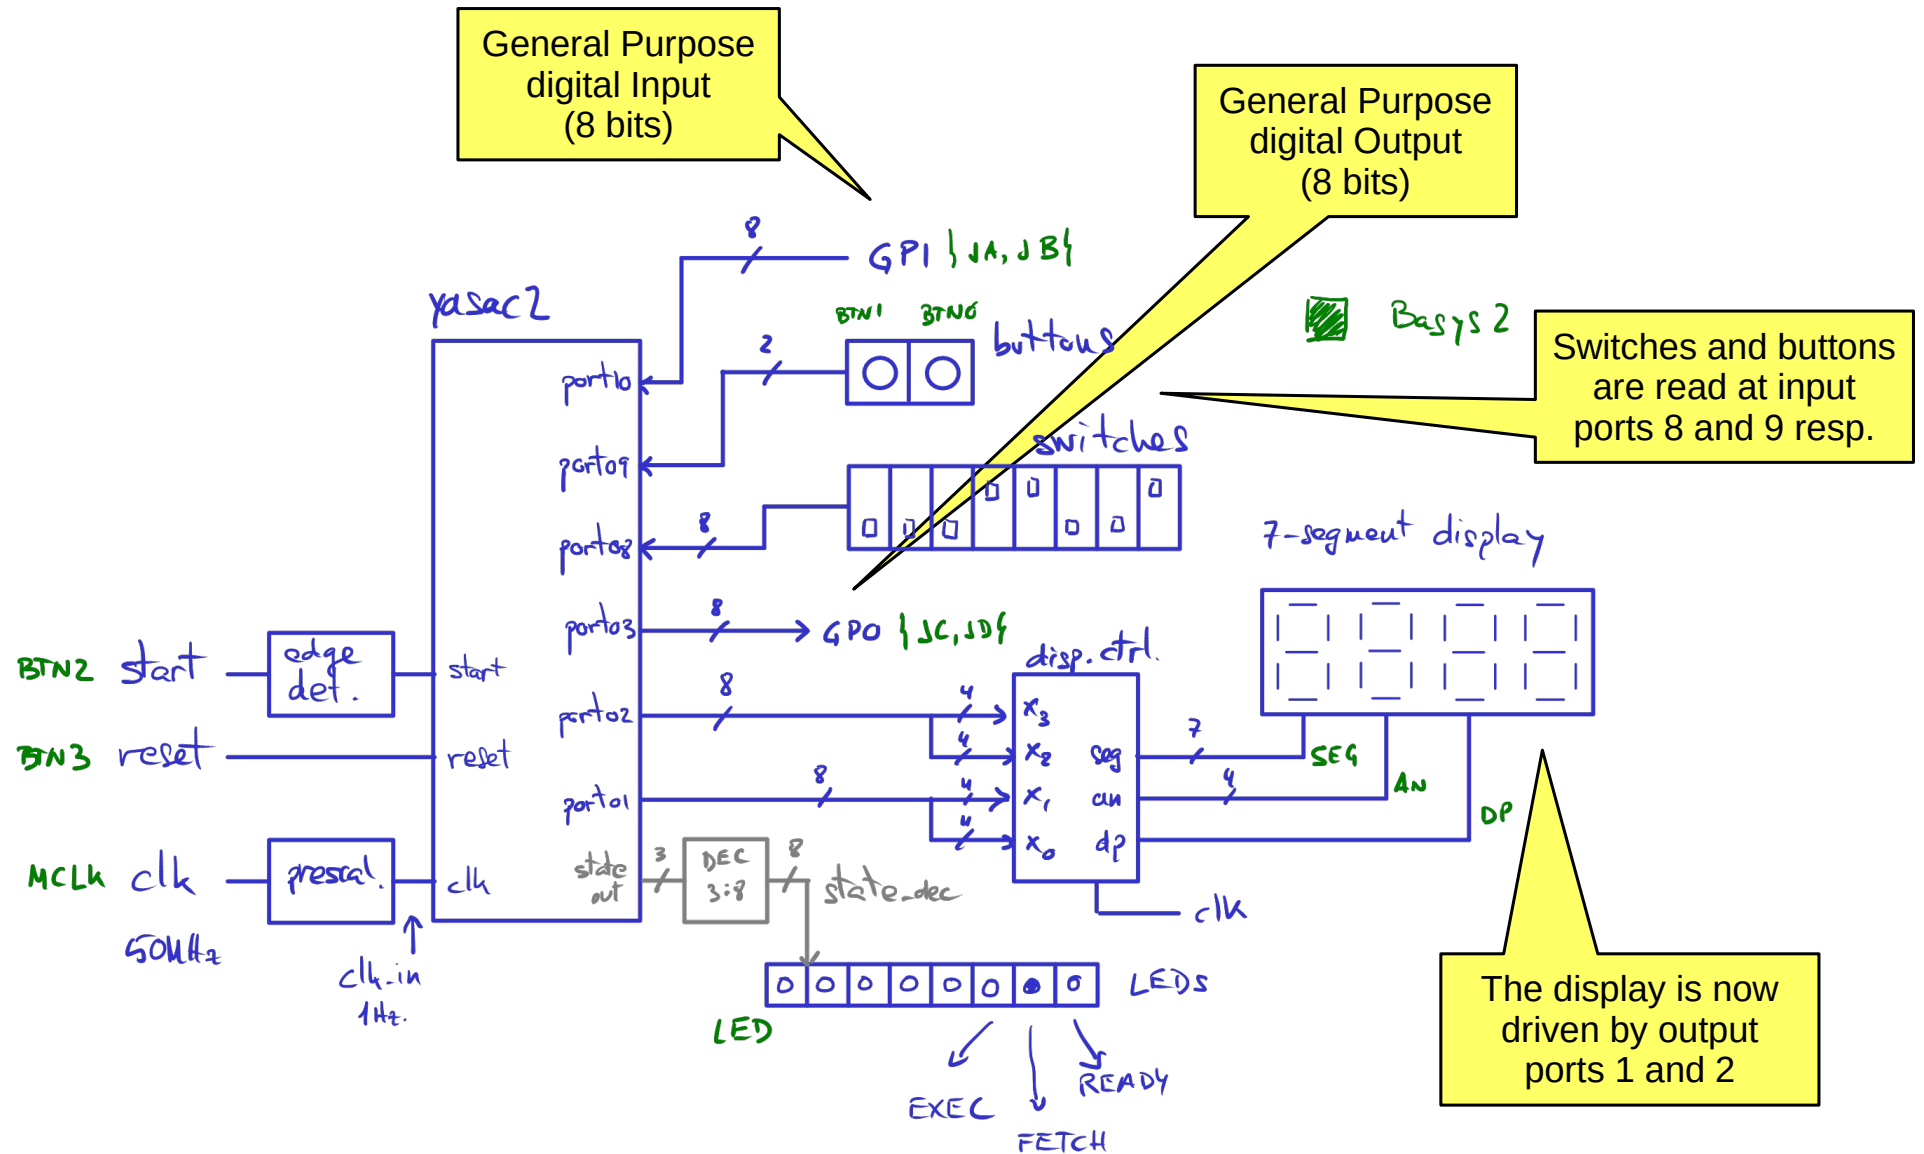 General Purpose
digital Input
(8 bits)
General Purpose
digital Output
(8 bits)
Switches and buttons
are read at input
ports 8 and 9 resp.
The display is now
driven by output
ports 1 and 2
8
GPI {JA, JB}
yasac2
BTN1 BTN0
buttons
Basys 2
port10
2
port09
switches
port08
8
7-segment display
port03
8
GPO {JC, JD}
BTN2 start
edge
det.
start
disp. ctrl.
port02
8
4
x3
4
x2
BTN3 reset
reset
seg
7
SEG
port01
8
4
x1
an
4
AN
4
x0
dp
DP
MCLK clk
prescal.
clk
state
out
3
DEC
3:8
8
state_dec
clk
50MHz
clk_in
1Hz.
LEDs
LED
EXEC
FETCH
READY